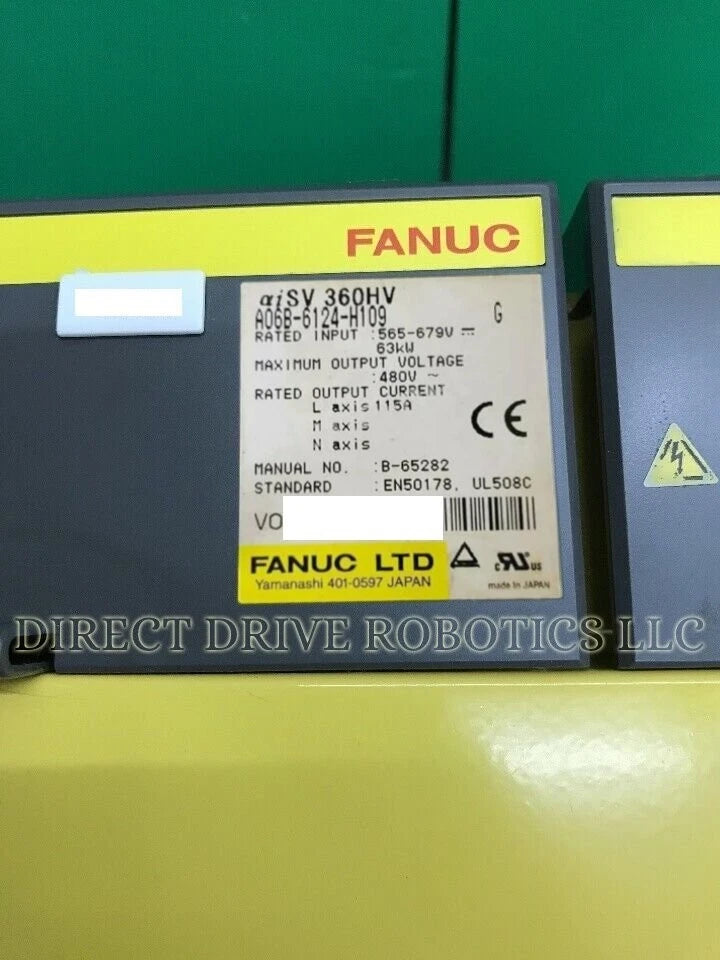 FANUC
αiSV 360HV
A06B-6124-H109 G
RATED INPUT :565-679V ⎓
63kW
MAXIMUM OUTPUT VOLTAGE
:480V ~
RATED OUTPUT CURRENT
L axis 115A
M axis
N axis
CE
MANUAL NO. :B-65282
STANDARD :EN50178, UL508C
VO
FANUC LTD
Yamanashi 401-0597 JAPAN
c RU US
made in JAPAN
DIRECT DRIVE ROBOTICS LLC